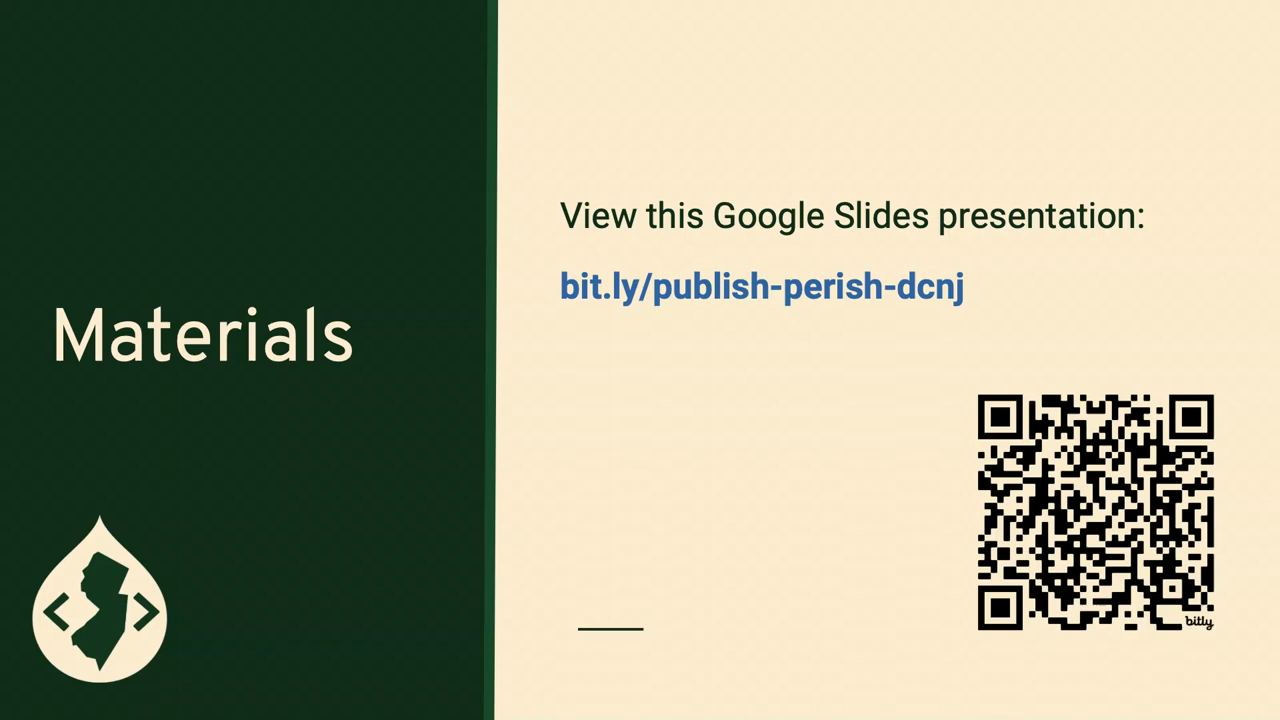 Materials
View this Google Slides presentation:
bit.ly/publish-perish-dcnj
bitly